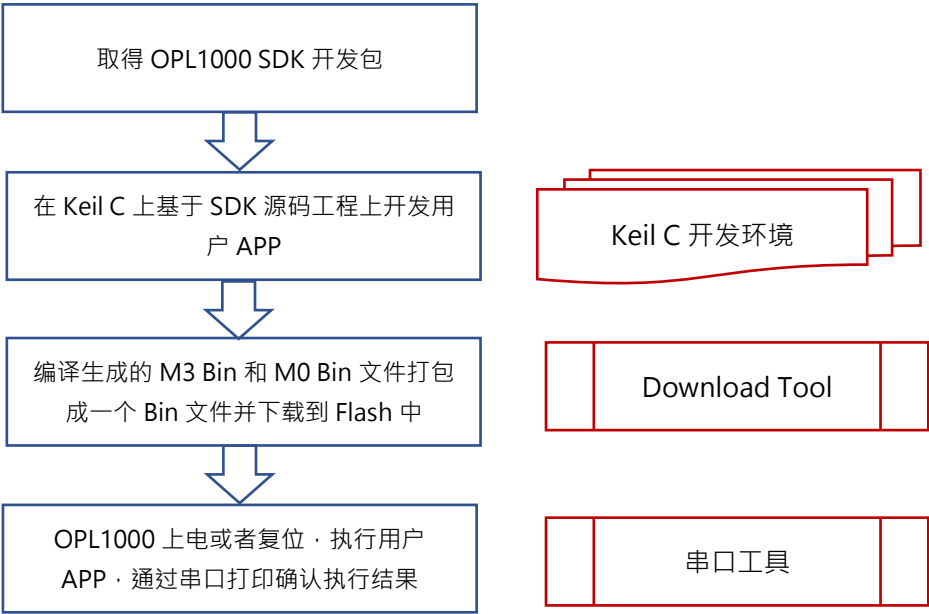 取得 OPL1000 SDK 开发包
在 Keil C 上基于 SDK 源码工程上开发用
户 APP
Keil C 开发环境
编译生成的 M3 Bin 和 M0 Bin 文件打包
成一个 Bin 文件并下载到 Flash 中
Download Tool
OPL1000 上电或者复位，执行用户
APP，通过串口打印确认执行结果
串口工具